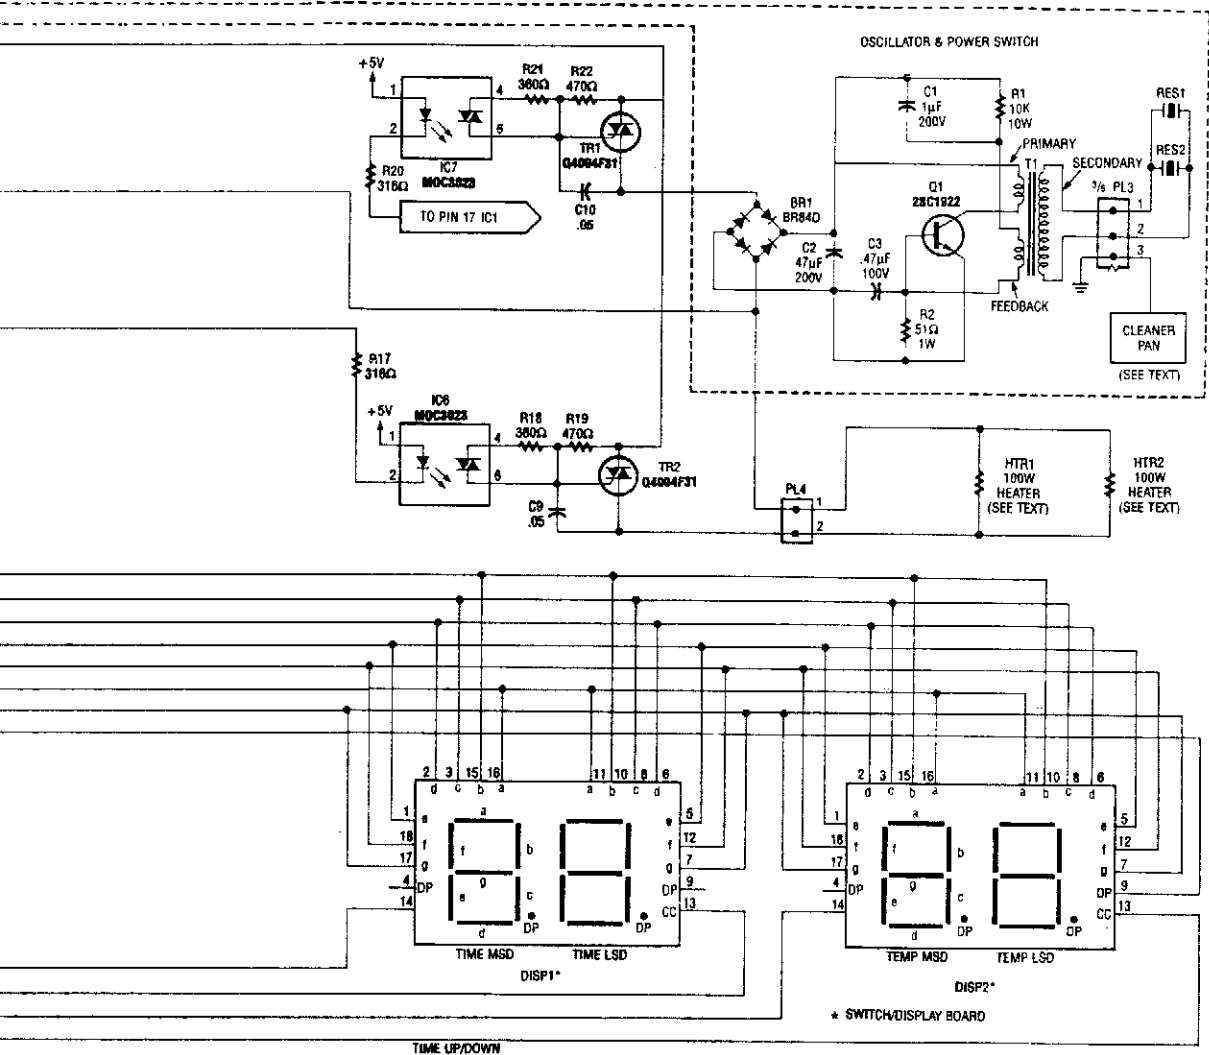 OSCILLATOR & POWER SWITCH
+5V
1
2
4
6
IC7
MOC3023
R21
360Ω
R22
470Ω
TR1
Q4004F31
R20
316Ω
TO PIN 17 IC1
C10
.05
BR1
BR84D
C1
1µF
200V
R1
10K
10W
PRIMARY
T1
SECONDARY
Q1
2SC1922
C2
47µF
200V
C3
.47µF
100V
R2
51Ω
1W
FEEDBACK
RES1
RES2
PL3
1
2
3
CLEANER
PAN
(SEE TEXT)
R17
316Ω
+5V
1
2
4
6
IC6
MOC3023
R18
360Ω
R19
470Ω
TR2
Q4004F31
C9
.05
PL4
1
2
HTR1
100W
HEATER
(SEE TEXT)
HTR2
100W
HEATER
(SEE TEXT)
2 3 15 16 11 10 8 6
d c b a a b c d
1 e
18 f
17 g
4 DP
14
a
f b
g
e c
d
DP
DP
e 5
f 12
g 7
DP 9
CC 13
TIME MSD TIME LSD
DISP1*
2 3 15 16 11 10 8 6
d c b a a b c d
1 e
18 f
17 g
4 DP
14
a
f b
g
e c
d
DP
DP
e 5
f 12
g 7
DP 9
CC 13
TEMP MSD TEMP LSD
DISP2*
* SWITCH/DISPLAY BOARD
TIME UP/DOWN